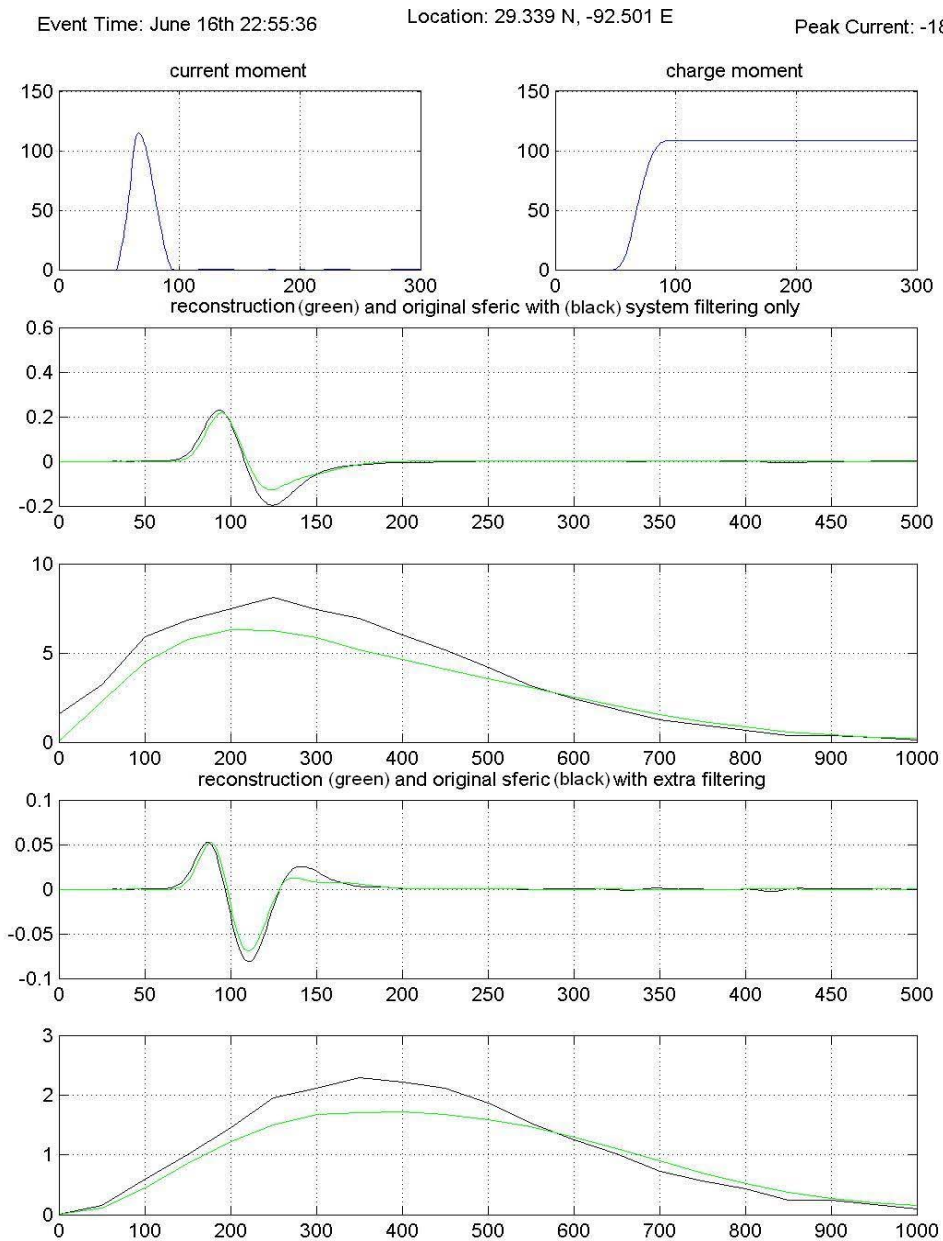 Event Time: June 16th 22:55:36 Location: 29.339 N, -92.501 E Peak Current: -18
current moment charge moment
150 150
100 100
50 50
0 0
0 100 200 300 0 100 200 300
reconstruction (green) and original sferic with (black) system filtering only
0.6
0.4
0.2
0
-0.2
0 50 100 150 200 250 300 350 400 450 500
10
5
0
0 100 200 300 400 500 600 700 800 900 1000
reconstruction (green) and original sferic (black) with extra filtering
0.1
0.05
0
-0.05
-0.1
0 50 100 150 200 250 300 350 400 450 500
3
2
1
0
0 100 200 300 400 500 600 700 800 900 1000